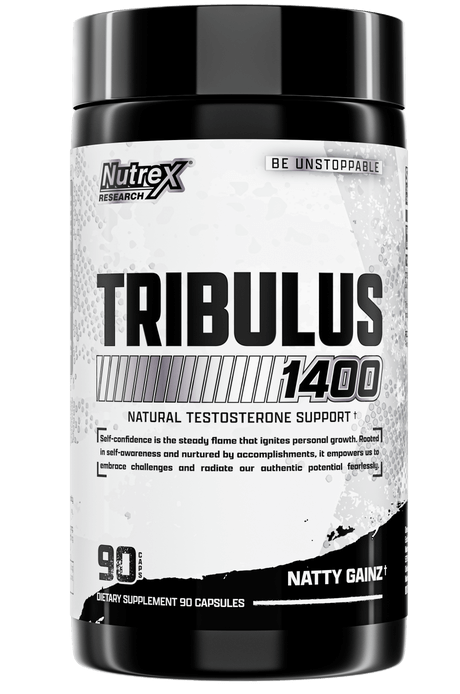 Nutrex
RESEARCH
BE UNSTOPPABLE
TRIBULUS
1400
NATURAL TESTOSTERONE SUPPORT†
Self-confidence is the steady flame that ignites personal growth. Rooted
in self-awareness and nurtured by accomplishments, it empowers us to
embrace challenges and radiate our authentic potential fearlessly.
90 CAPS
NATTY GAINZ†
DIETARY SUPPLEMENT 90 CAPSULES